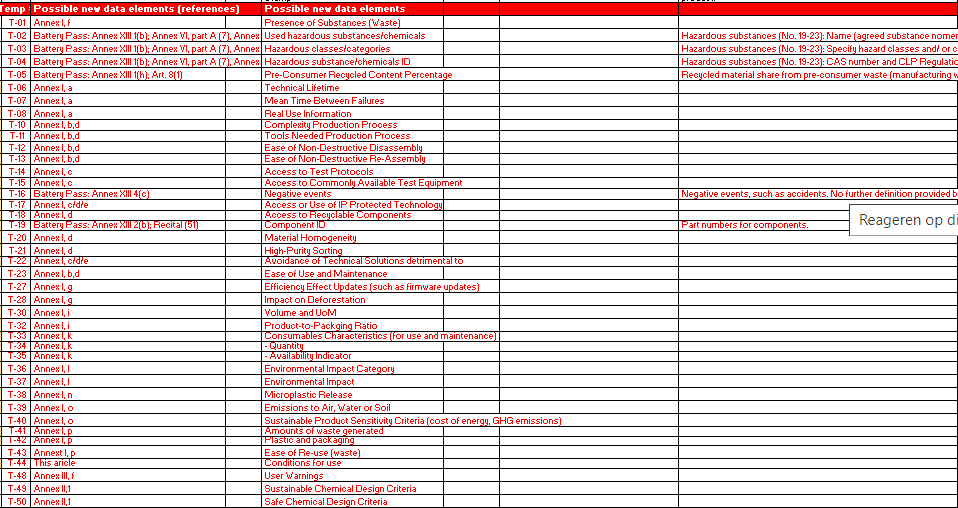 Temp Possible new data elements (references) Possible new data elements
T-01 Annex I, f Presence of Substances (Waste)
T-02 Battery Pass: Annex XIII 1(b); Annex VI, part A (7), Annex Used hazardous substances/chemicals Hazardous substances (No. 19-23): Name (agreed substance nomen
T-03 Battery Pass: Annex XIII 1(b); Annex VI, part A (7), Annex Hazardous classes/categories Hazardous substances (No. 19-23): Specify hazard classes and/ or c
T-04 Battery Pass: Annex XIII 1(b); Annex VI, part A (7), Annex Hazardous substance/chemicals ID Hazardous substances (No. 19-23): CAS number and CLP Regulatio
T-05 Battery Pass: Annex XIII 1(h); Art. 8(1) Pre-Consumer Recycled Content Percentage Recycled material share from pre-consumer waste (manufacturing w
T-06 Annex I, a Technical Lifetime
T-07 Annex I, a Mean Time Between Failures
T-08 Annex I, a Real Use Information
T-10 Annex I, b,d Complexity Production Process
T-11 Annex I, b,d Tools Needed Production Process
T-12 Annex I, b,d Ease of Non-Destructive Disassembly
T-13 Annex I, b,d Ease of Non-Destructive Re-Assembly
T-14 Annex I, c Access to Test Protocols
T-15 Annex I, c Access to Commonly Available Test Equipment
T-16 Battery Pass: Annex XIII 4(c) Negative events Negative events, such as accidents. No further definition provided b
T-17 Annex I, c/d/e Access or Use of IP Protected Technology
T-18 Annex I, d Access to Recyclable Components
T-19 Battery Pass: Annex XIII 2(b); Recital (51) Component ID Part numbers for components.
Reageren op di
T-20 Annex I, d Material Homogeneity
T-21 Annex I, d High-Purity Sorting
T-22 Annex I, c/d/e Avoidance of Technical Solutions detrimental to
T-23 Annex I, b,d Ease of Use and Maintenance
T-27 Annex I, g Efficiency Effect Updates (such as firmware updates)
T-28 Annex I, g Impact on Deforestation
T-30 Annex I, i Volume and UoM
T-32 Annex I, i Product-to-Packging Ratio
T-33 Annex I, k Consumables Characteristics (for use and maintenance)
T-34 Annex I, k - Quantity
T-35 Annex I, k - Availability Indicator
T-36 Annex I, l Environmental Impact Category
T-37 Annex I, l Environmental Impact
T-38 Annex I, n Microplastic Release
T-39 Annex I, o Emissions to Air, Water or Soil
T-40 Annex I, o Sustainable Product Sensitivity Criteria (cost of energy, GHG emissions)
T-41 Annex I, p Amounts of waste generated
T-42 Annex I, p Plastic and packaging
T-43 Annext I, p Ease of Re-use (waste)
T-44 This aricle Conditions for use
T-48 Annex III, f User Warnings
T-49 Annex II,1 Sustainable Chemical Design Criteria
T-50 Annex II,1 Safe Chemical Design Criteria